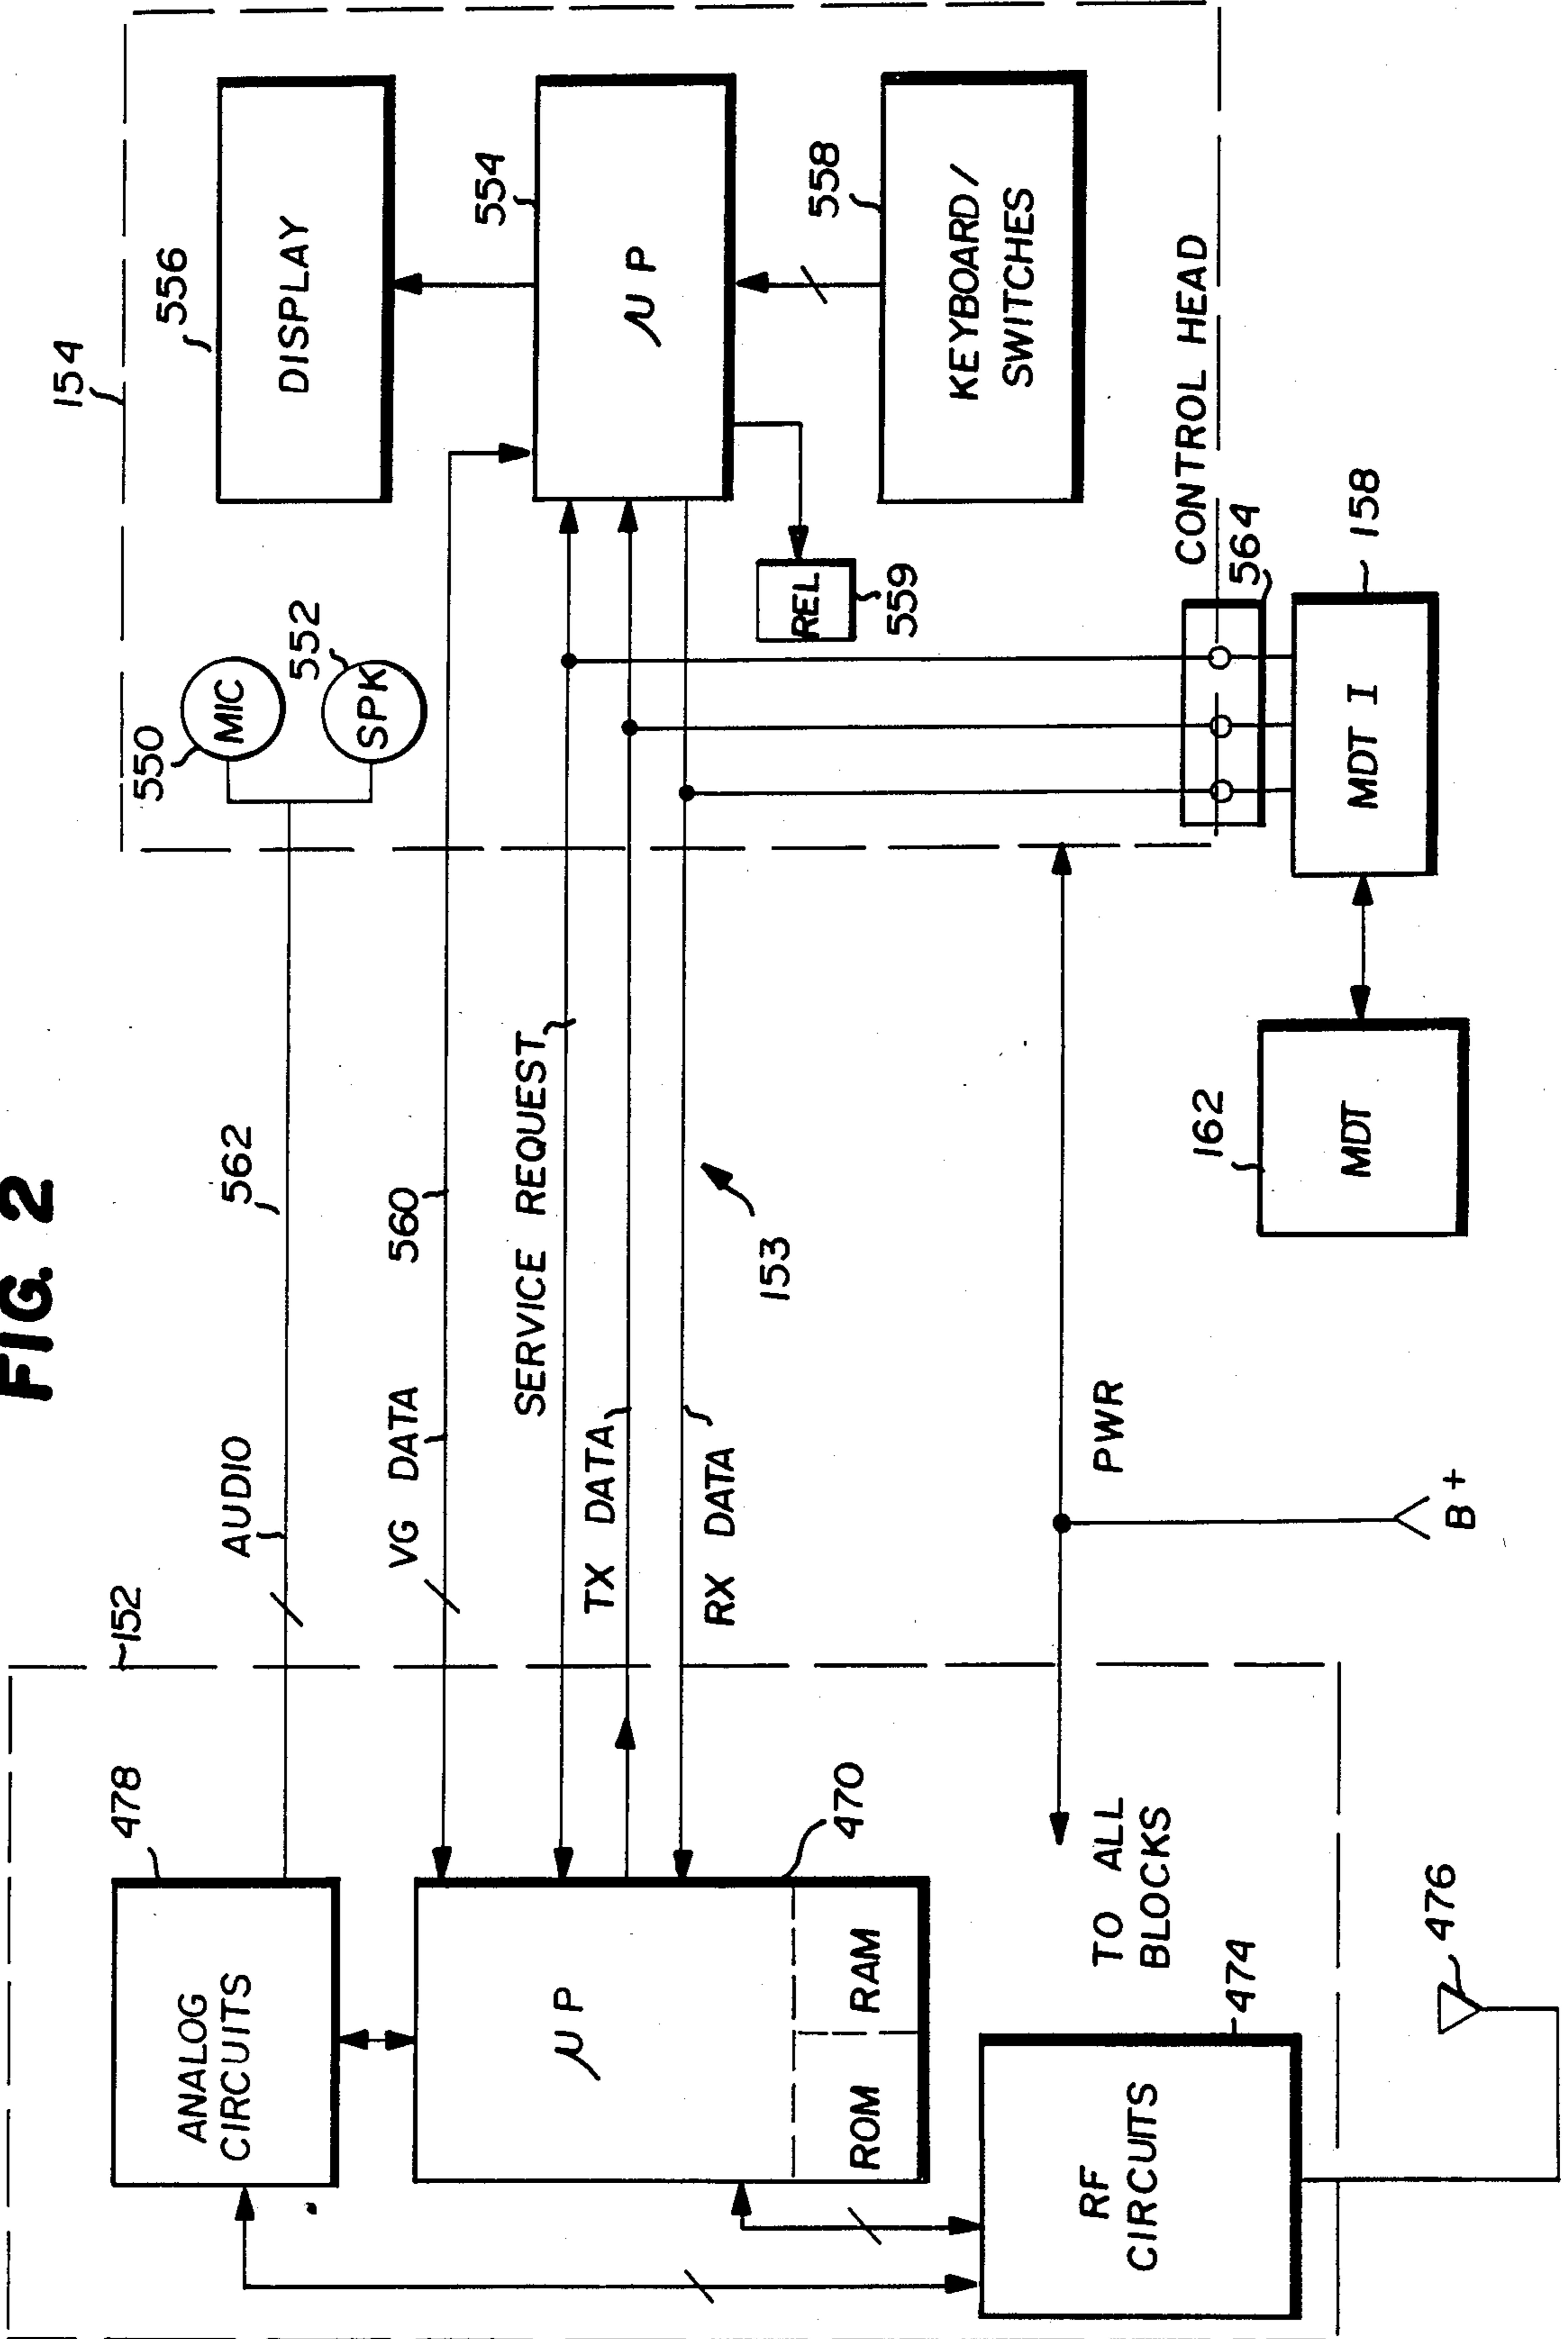 FIG. 2
154
556
DISPLAY
554
μP
558
KEYBOARD/
SWITCHES
CONTROL HEAD
550
MIC
552
SPK
REL
559
564
158
MDT I
162
MDT
562
AUDIO
560
VG DATA
SERVICE REQUEST
TX DATA
RX DATA
153
PWR
B+
152
478
ANALOG
CIRCUITS
470
μP
ROM
RAM
TO ALL
BLOCKS
474
RF
CIRCUITS
476